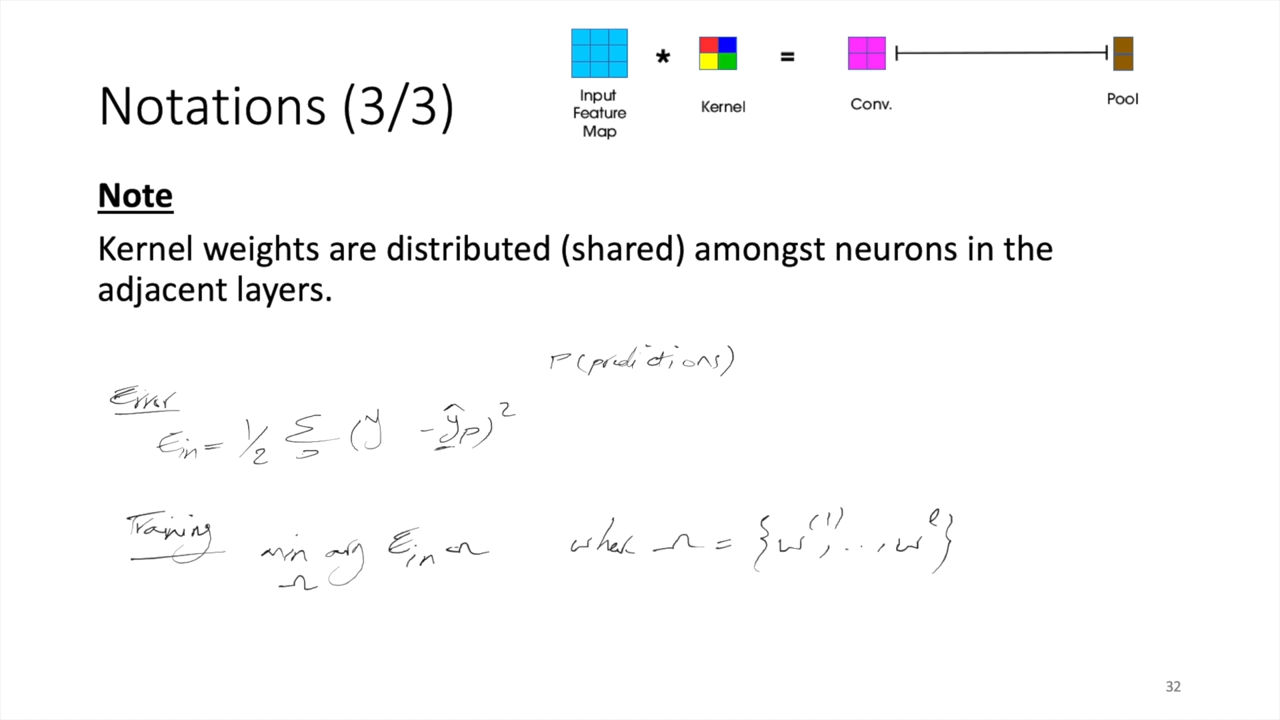 * =
Input Feature Map
Kernel
Conv.
Pool
Notations (3/3)
Note
Kernel weights are distributed (shared) amongst neurons in the
adjacent layers.
P(predictions)
Error
E_in = 1/2 Σ_P (y - ŷ_P)^2
Training
min arg E_in Ω where Ω = {w^(1), ..., w^l}
Ω
32